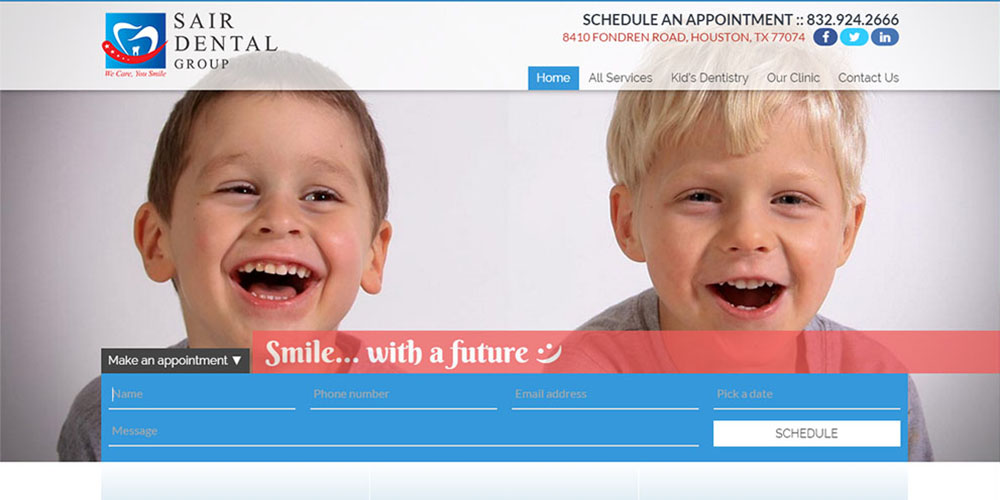 SAIR
DENTAL
GROUP
We Care, You Smile
SCHEDULE AN APPOINTMENT :: 832.924.2666
8410 FONDREN ROAD, HOUSTON, TX 77074
f in
Home All Services Kid's Dentistry Our Clinic Contact Us
Smile... with a future
Make an appointment ▼
Name Phone number Email address Pick a date
Message SCHEDULE